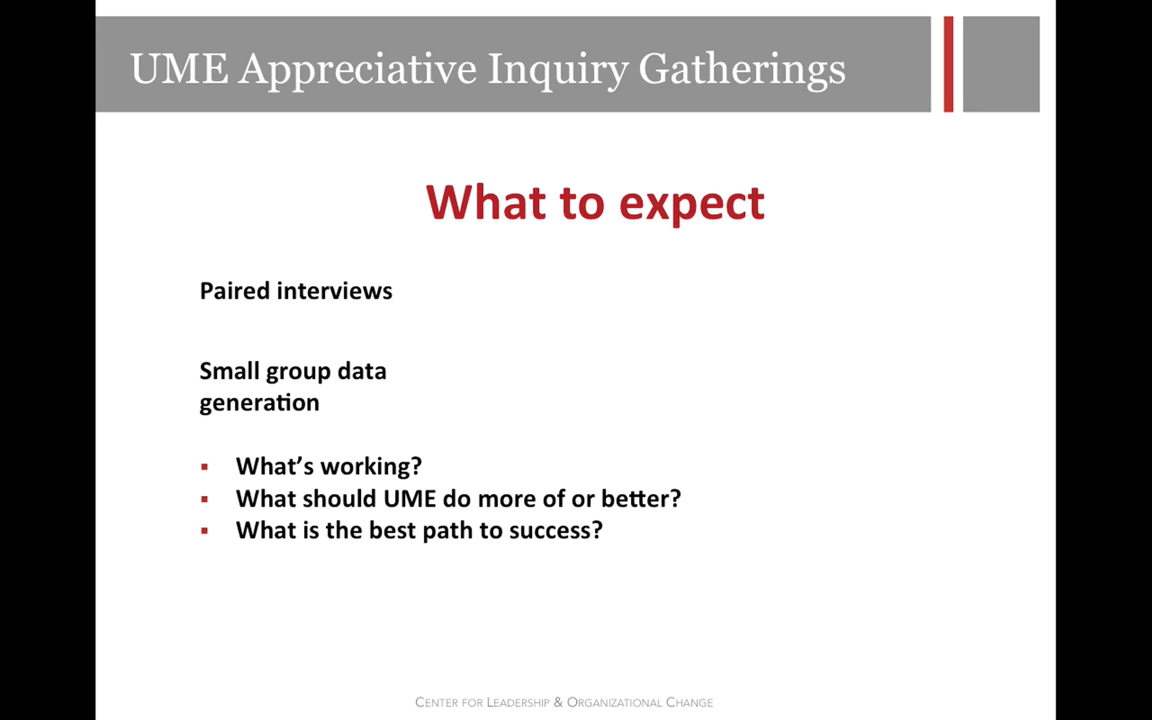 UME Appreciative Inquiry Gatherings
What to expect
Paired interviews
Small group data
generation
▪ What’s working?
▪ What should UME do more of or better?
▪ What is the best path to success?
CENTER FOR LEADERSHIP & ORGANIZATIONAL CHANGE